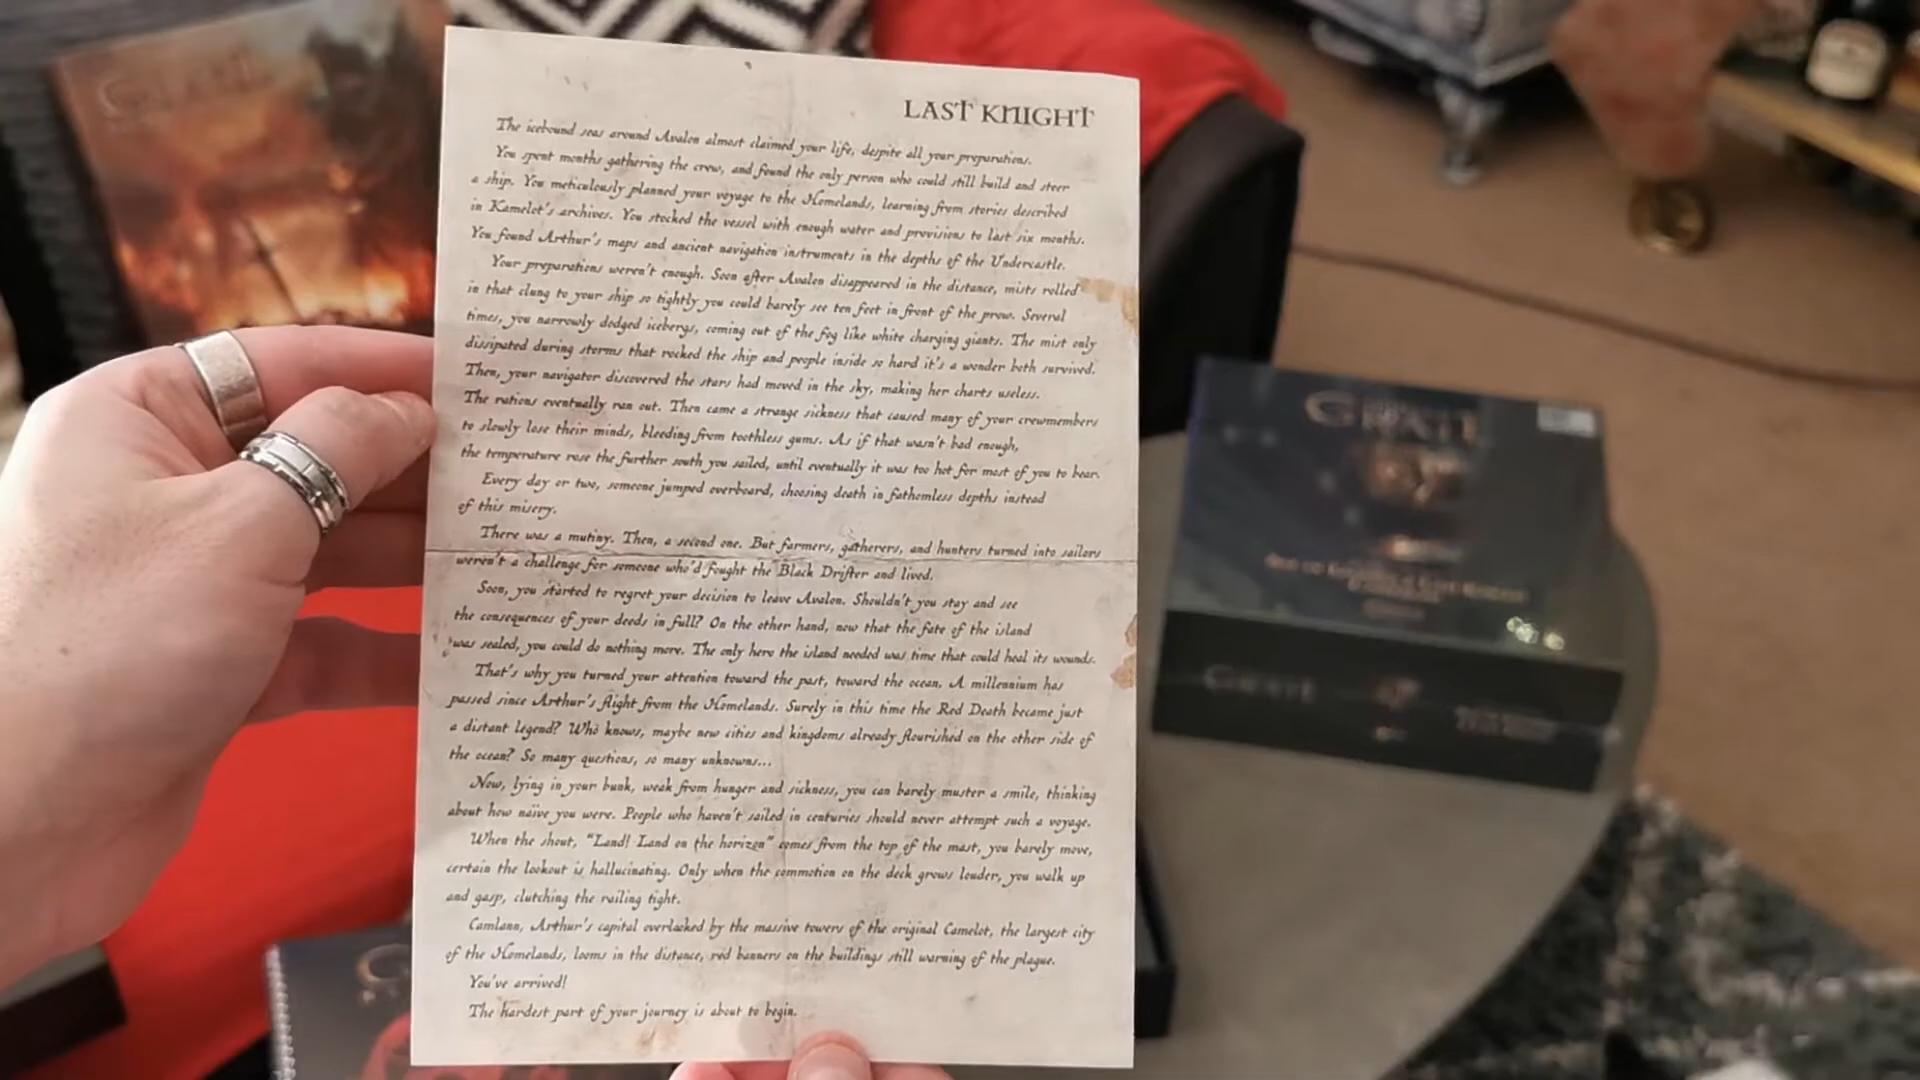 LAST KNIGHT
The icebound seas around Avalon almost claimed your life, despite all your preparations.
You spent months gathering the crew, and found the only person who could still build and steer
a ship. You meticulously planned your voyage to the Homelands, learning from stories described
in Kamelot's archives. You stocked the vessel with enough water and provisions to last six months.
You found Arthur's maps and ancient navigation instruments in the depths of the Undercastle.
Your preparations weren't enough. Soon after Avalon disappeared in the distance, mists rolled
in that clung to your ship so tightly you could barely see ten feet in front of the prow. Several
times, you narrowly dodged icebergs, coming out of the fog like white charging giants. The mist only
dissipated during storms that rocked the ship and people inside so hard it's a wonder both survived.
Then, your navigator discovered the stars had moved in the sky, making her charts useless.
The rations eventually ran out. Then came a strange sickness that caused many of your crewmembers
to slowly lose their minds, bleeding from toothless gums. As if that wasn't bad enough,
the temperature rose the further south you sailed, until eventually it was too hot for most of you to bear.
Every day or two, someone jumped overboard, choosing death in fathomless depths instead
of this misery.
There was a mutiny. Then, a second one. But farmers, gatherers, and hunters turned into sailors
weren't a challenge for someone who'd fought the Black Drifter and lived.
Soon, you started to regret your decision to leave Avalon. Shouldn't you stay and see
the consequences of your deeds in full? On the other hand, now that the fate of the island
was sealed, you could do nothing more. The only hero the island needed was time that could heal its wounds.
That's why you turned your attention toward the past, toward the ocean. A millennium has
passed since Arthur's flight from the Homelands. Surely in this time the Red Death became just
a distant legend? Who knows, maybe new cities and kingdoms already flourished on the other side of
the ocean? So many questions, so many unknowns...
Now, lying in your bunk, weak from hunger and sickness, you can barely muster a smile, thinking
about how naïve you were. People who haven't sailed in centuries should never attempt such a voyage.
When the shout, "Land! Land on the horizon" comes from the top of the mast, you barely move,
certain the lookout is hallucinating. Only when the commotion on the deck grows louder, you walk up
and gasp, clutching the railing tight.
Camlann, Arthur's capital overlooked by the massive towers of the original Camelot, the largest city
of the Homelands, looms in the distance, red banners on the buildings still warning of the plague.
You've arrived!
The hardest part of your journey is about to begin.
GRAIL
GRAIL